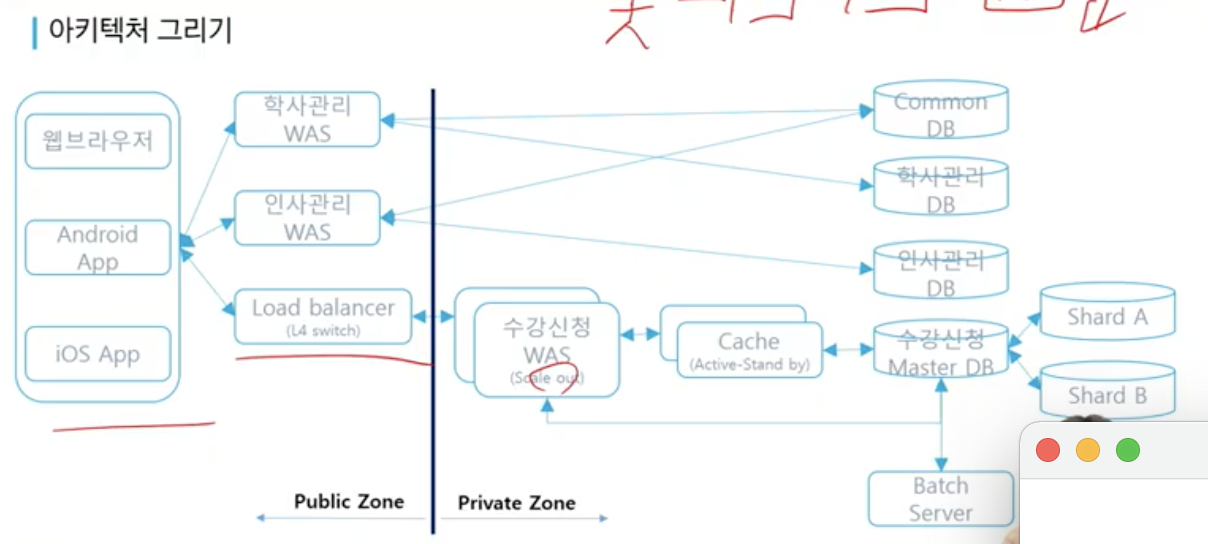 아키텍처 그리기
웹브라우저
Android
App
iOS App
학사관리
WAS
인사관리
WAS
Load balancer
(L4 switch)
수강신청
WAS
(Scale out)
Cache
(Active-Stand by)
Common
DB
학사관리
DB
인사관리
DB
수강신청
Master DB
Shard A
Shard B
Batch
Server
Public Zone
Private Zone